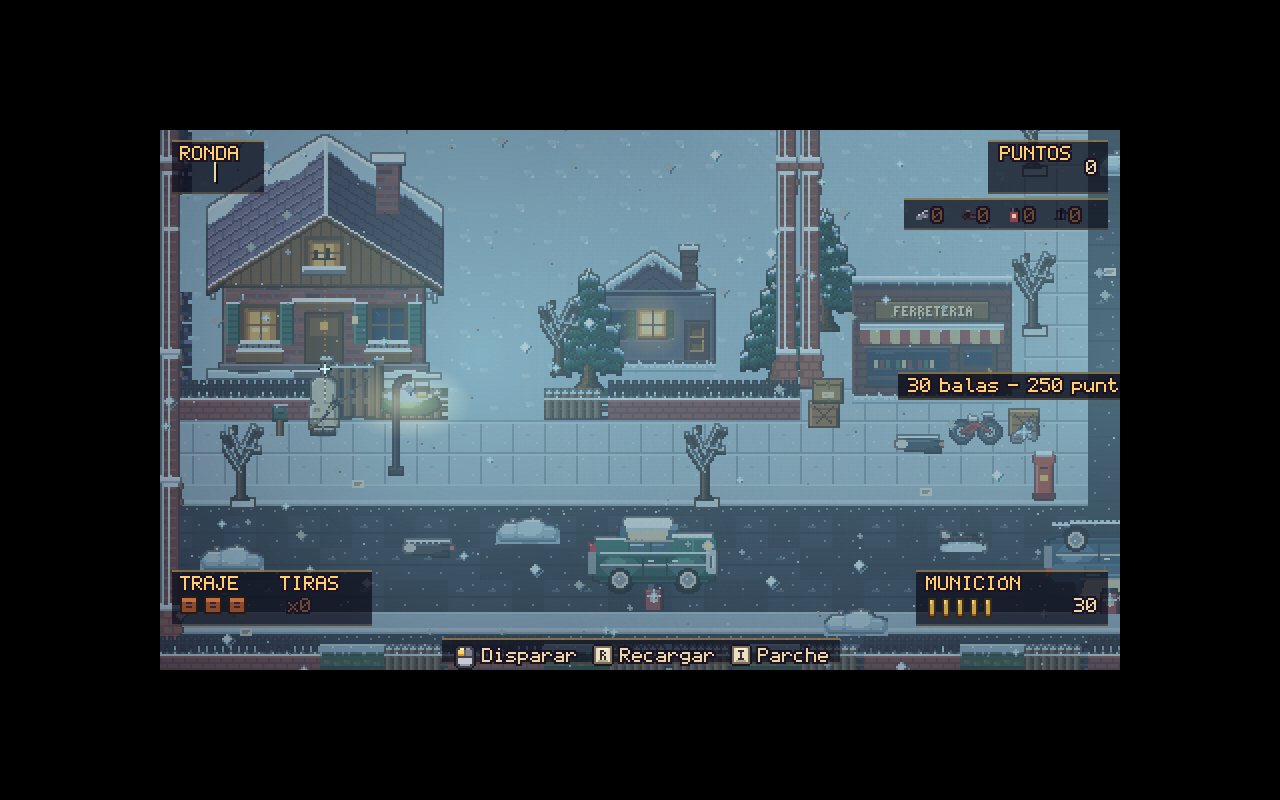 RONDA
|
PUNTOS
0
0 0 0 0
FERRETERIA
30 balas - 250 punt
TRAJE TIRAS
x0
MUNICIóN
30
Disparar R Recargar I Parche